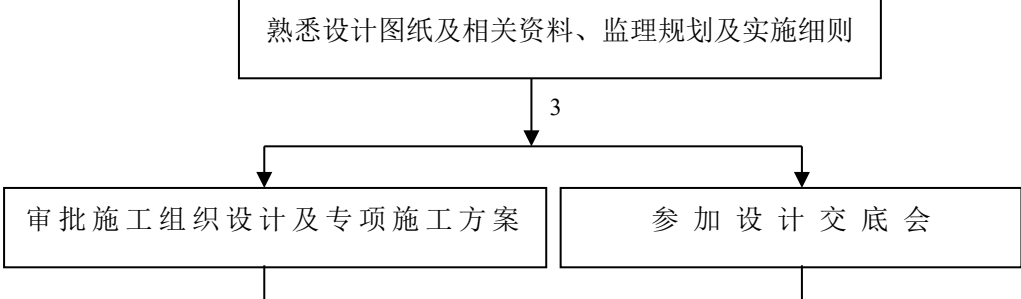 熟悉设计图纸及相关资料、监理规划及实施细则
3
审批施工组织设计及专项施工方案
参加设计交底会